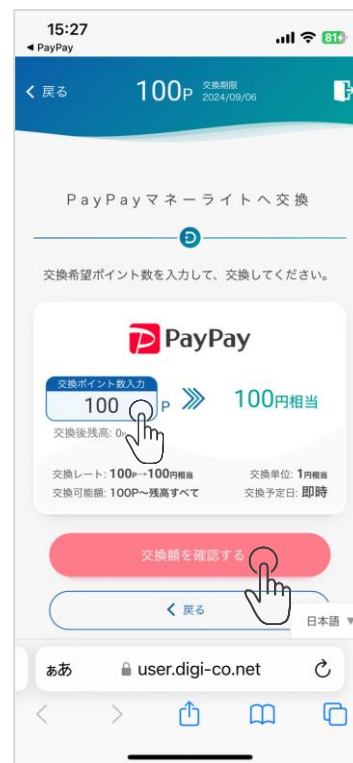 15:27
81
◀ PayPay
戻る
100P 交換期限
2024/09/06
PayPayマネーライトへ交換
交換希望ポイント数を入力して、交換してください。
PayPay
交換ポイント数入力
100 P 100円相当
交換後残高: 0P
交換レート: 100P→100円相当 交換単位: 1円相当
交換可能額: 100P〜残高すべて 交換予定日: 即時
交換額を確認する
戻る
日本語 ▼
ぁあ user.digi-co.net